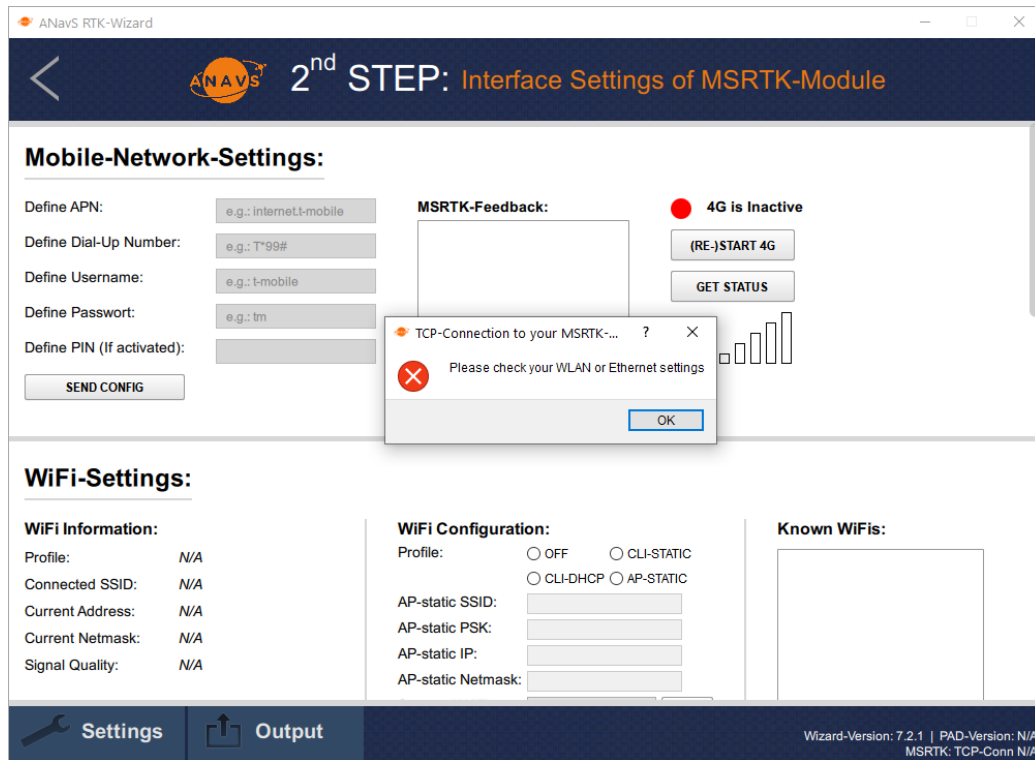 ANavS RTK-Wizard
ANAVS
2nd STEP: Interface Settings of MSRTK-Module
Mobile-Network-Settings:
Define APN:
e.g.: internet.t-mobile
Define Dial-Up Number:
e.g.: T*99#
Define Username:
e.g.: t-mobile
Define Passwort:
e.g.: tm
Define PIN (If activated):
SEND CONFIG
MSRTK-Feedback:
4G is Inactive
(RE-)START 4G
GET STATUS
TCP-Connection to your MSRTK-... ?
Please check your WLAN or Ethernet settings
OK
WiFi-Settings:
WiFi Information:
Profile: N/A
Connected SSID: N/A
Current Address: N/A
Current Netmask: N/A
Signal Quality: N/A
WiFi Configuration:
Profile:
OFF CLI-STATIC
CLI-DHCP AP-STATIC
AP-static SSID:
AP-static PSK:
AP-static IP:
AP-static Netmask:
Known WiFis:
Settings
Output
Wizard-Version: 7.2.1 | PAD-Version: N/A
MSRTK: TCP-Conn N/A